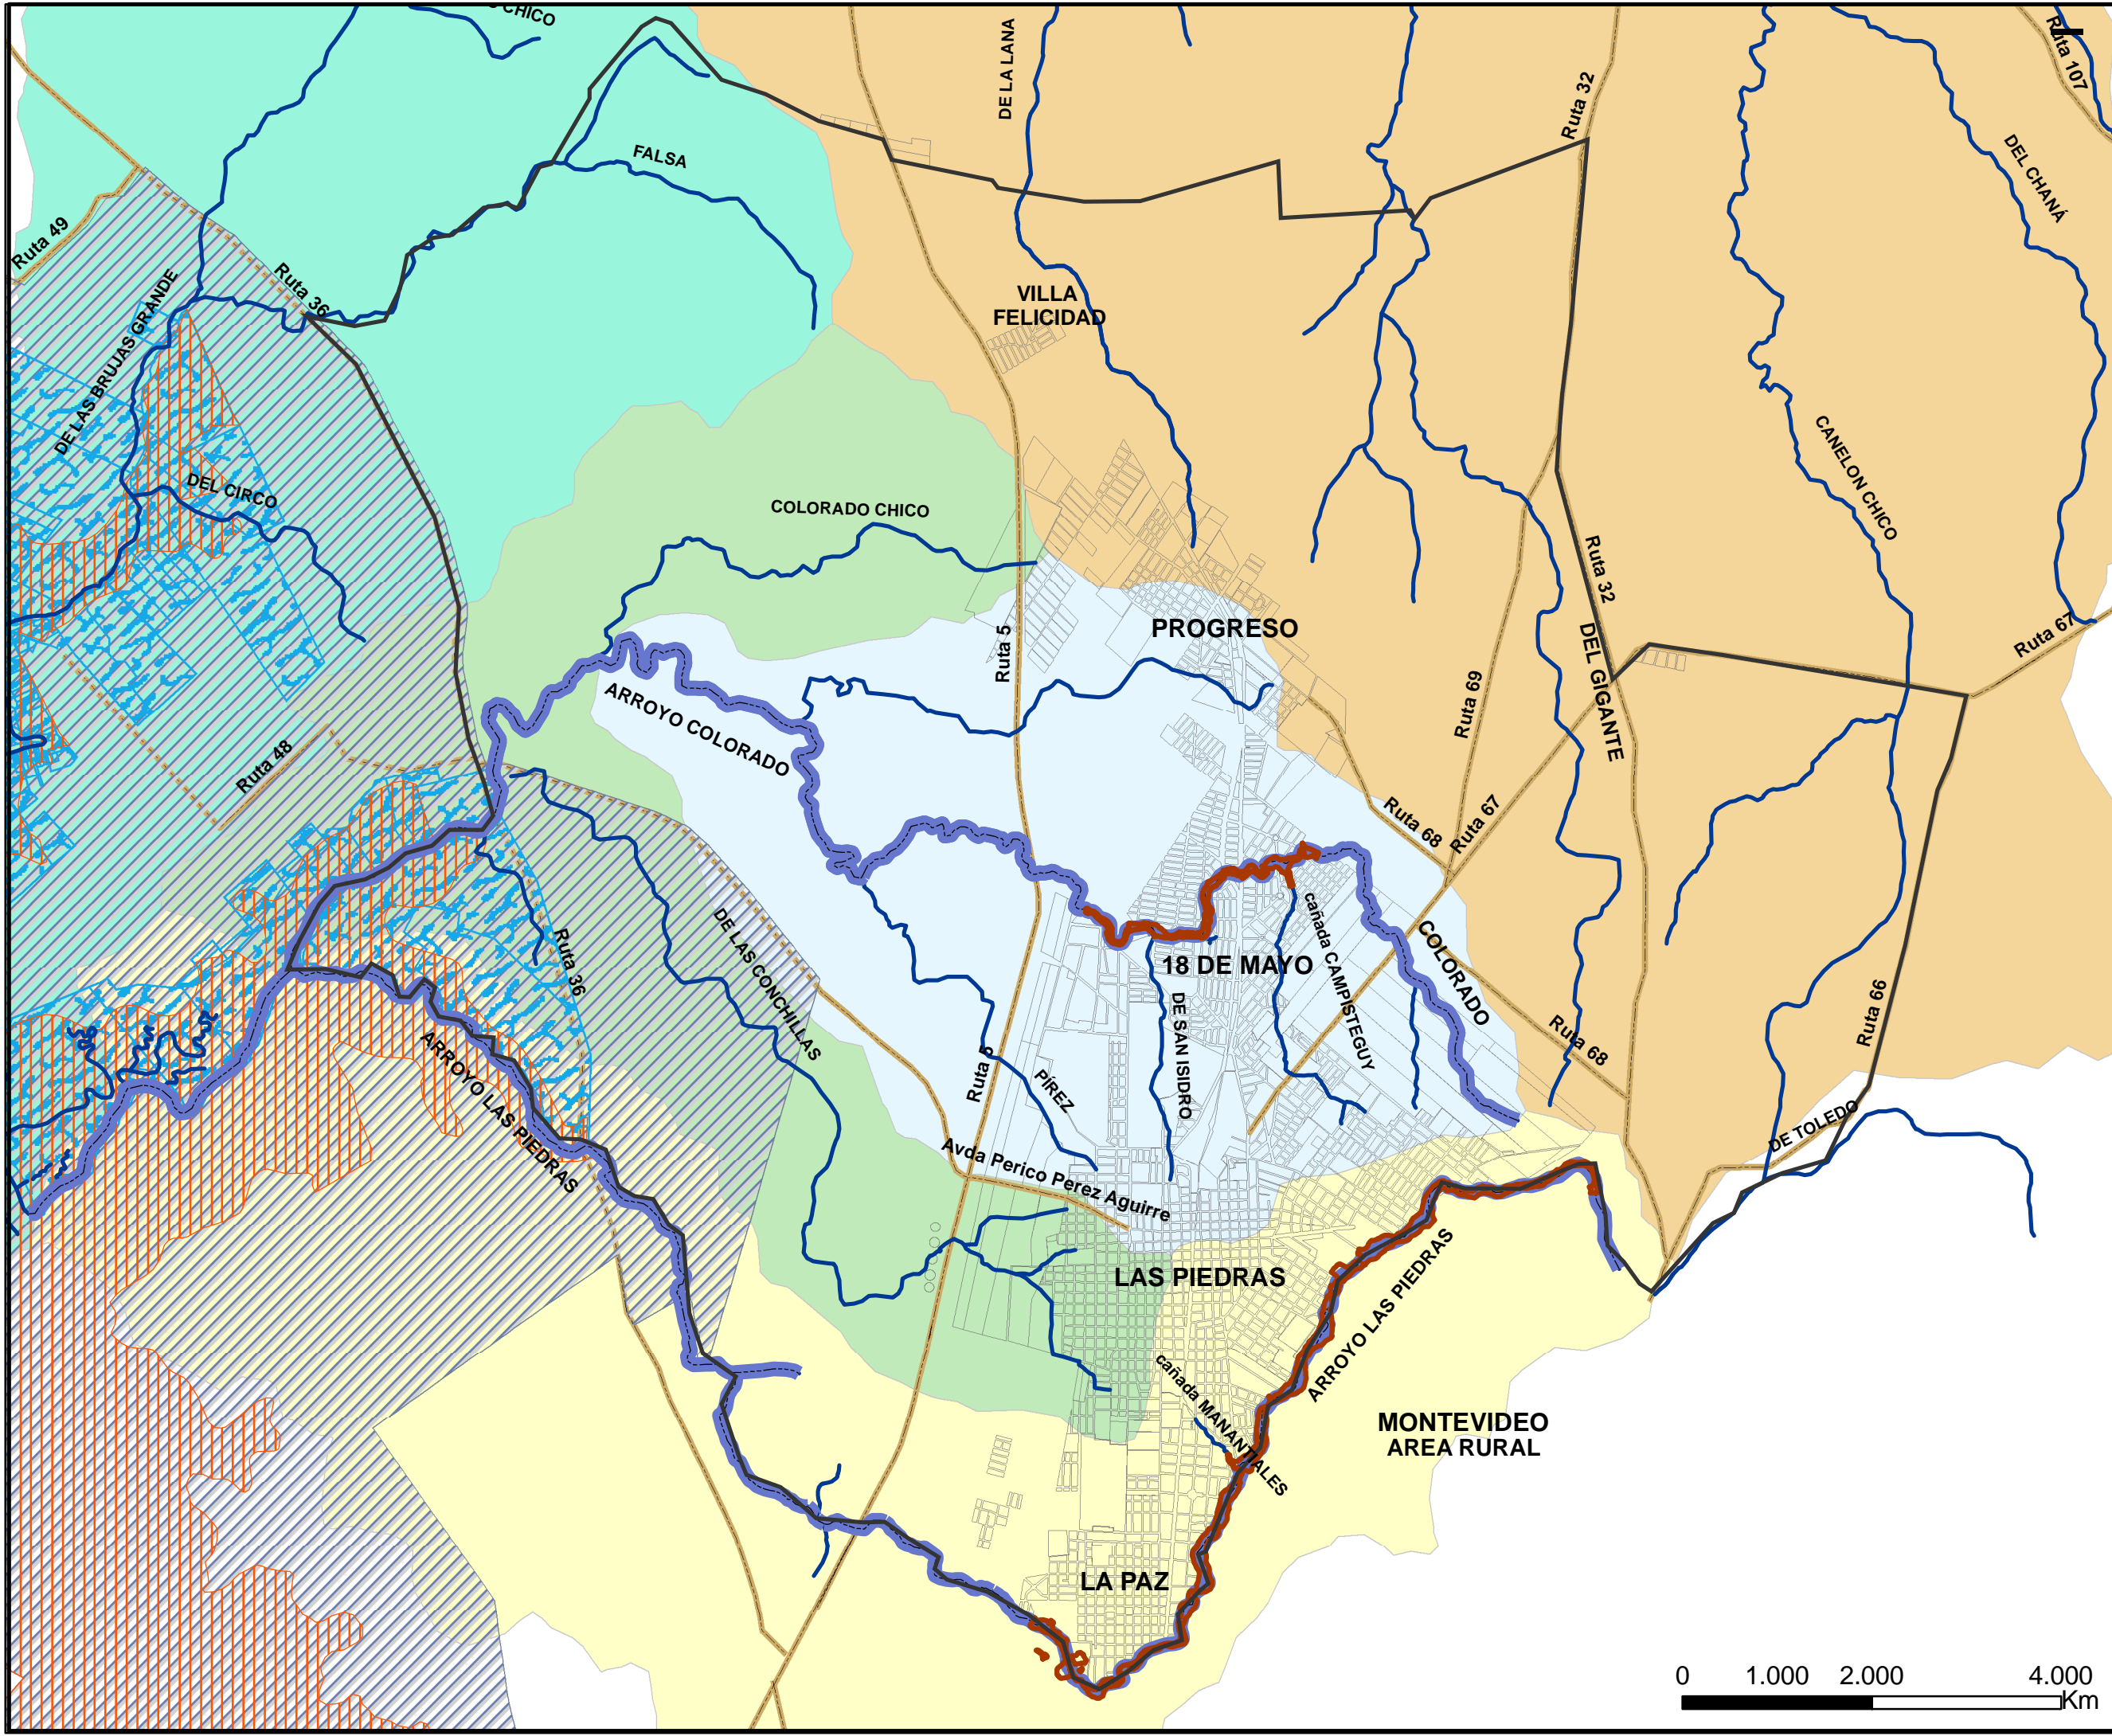 CHICO
DE LA LANA
Ruta 32
Ruta 107
FALSA
DEL CHANÁ
Ruta 49
Ruta 36
DE LAS BRUJAS GRANDE
VILLA
FELICIDAD
DEL CIRCO
COLORADO CHICO
CANELON CHICO
Ruta 32
PROGRESO
Ruta 5
DEL GIGANTE
Ruta 67
ARROYO COLORADO
Ruta 69
Ruta 48
Ruta 68
Ruta 67
Ruta 36
DE LAS CONCHILLAS
18 DE MAYO
cañada CAMPISTEGUY
COLORADO
DE SAN ISIDRO
Ruta 68
Ruta 66
ARROYO LAS PIEDRAS
Ruta 5
PÍREZ
DE TOLEDO
Avda Perico Perez Aguirre
LAS PIEDRAS
ARROYO LAS PIEDRAS
cañada MANANTIALES
MONTEVIDEO
AREA RURAL
LA PAZ
0 1.000 2.000 4.000
Km